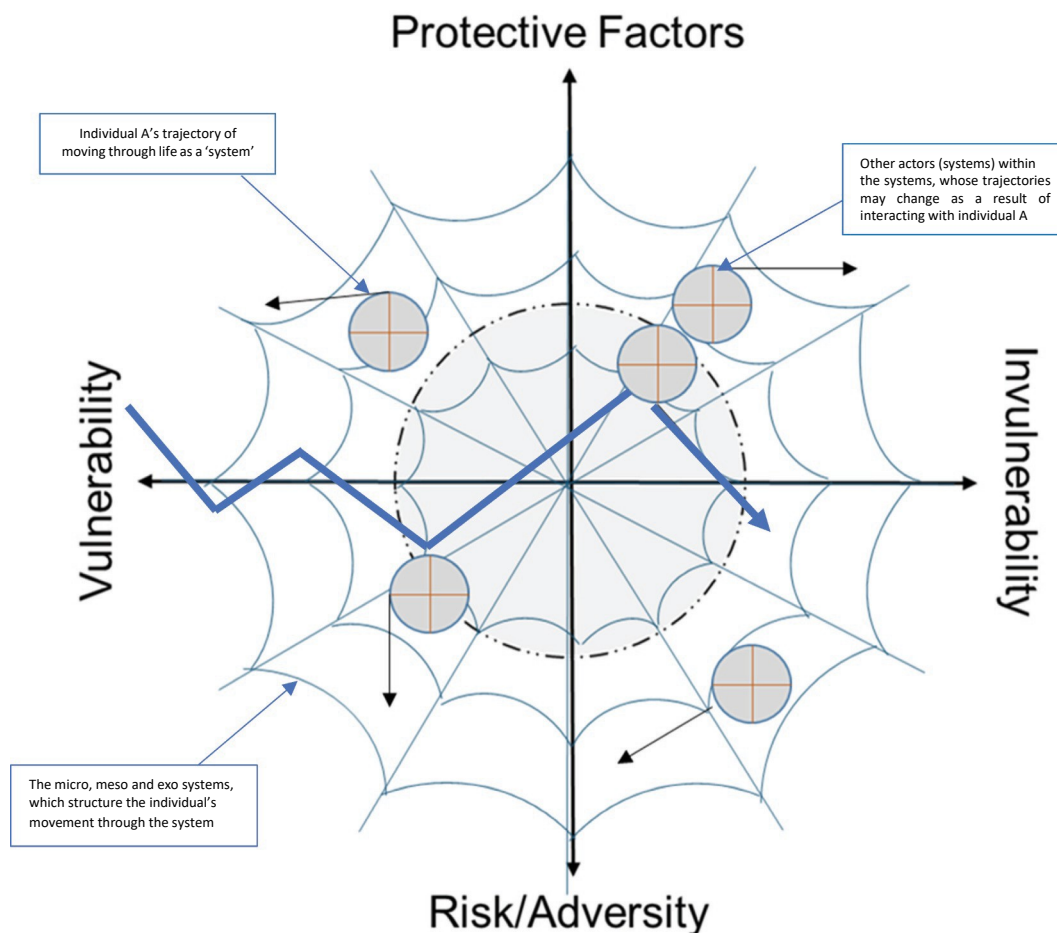 Protective Factors
Individual A’s trajectory of
moving through life as a ‘system’
Other actors (systems) within
the systems, whose trajectories
may change as a result of
interacting with individual A
Vulnerability
Invulnerability
The micro, meso and exo systems,
which structure the individual’s
movement through the system
Risk/Adversity